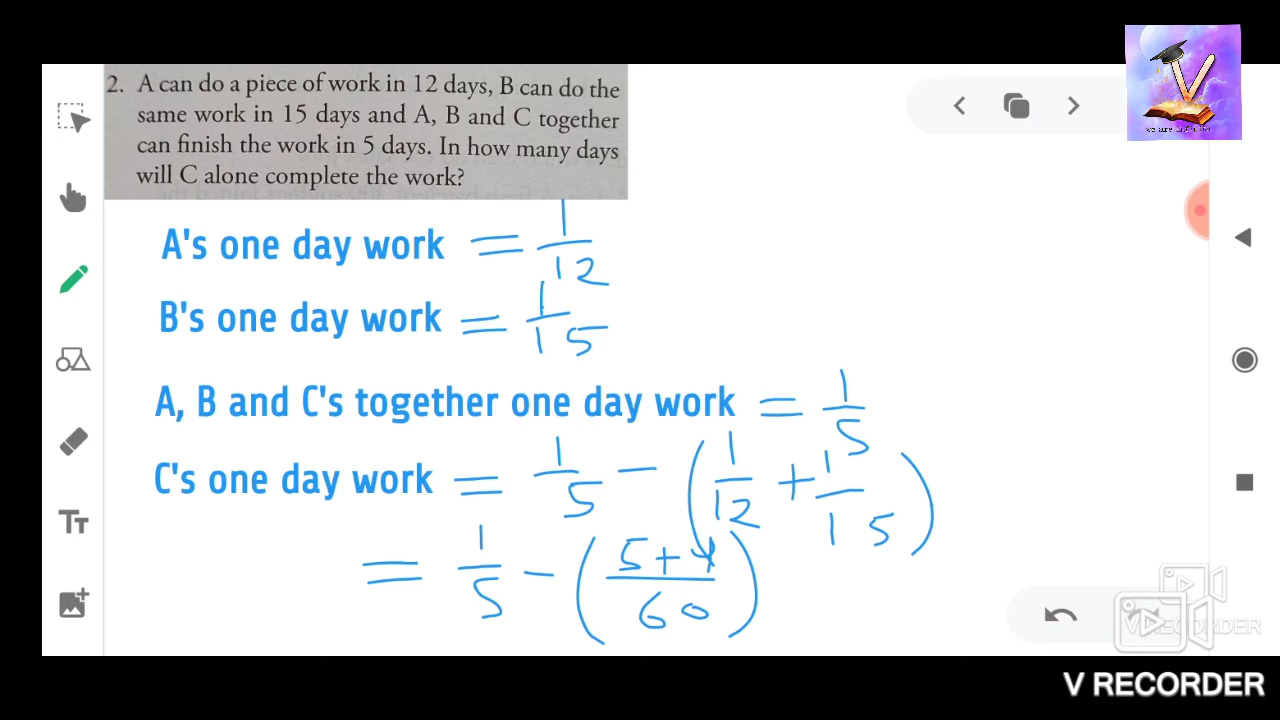 2. A can do a piece of work in 12 days, B can do the
same work in 15 days and A, B and C together
can finish the work in 5 days. In how many days
will C alone complete the work?
A's one day work = 1/12
B's one day work = 1/15
A, B and C's together one day work = 1/5
C's one day work = 1/5 - (1/12 + 1/15)
= 1/5 - (5+4/60)
Tт
V RECORDER
V RECORDER